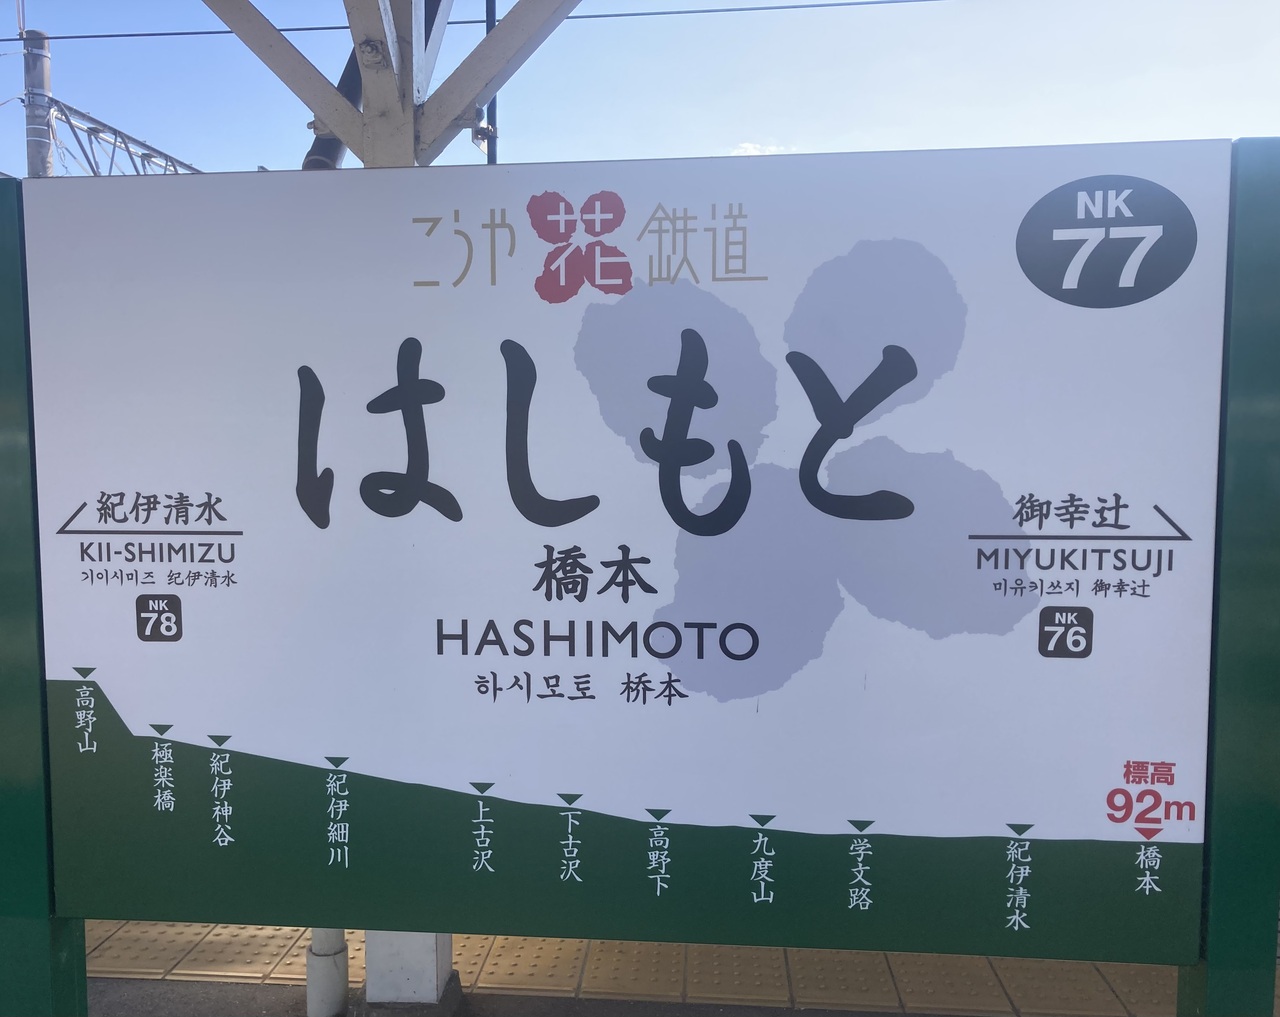 こうや花鉄道
NK
77
はしもと
橋本
HASHIMOTO
하시모토 桥本
紀伊清水
KII-SHIMIZU
기이시미즈 纪伊清水
NK
78
御幸辻
MIYUKITSUJI
미유키쓰지 御幸辻
NK
76
標高
92m
高野山
極楽橋
紀伊神谷
紀伊細川
上古沢
下古沢
高野下
九度山
学文路
紀伊清水
橋本